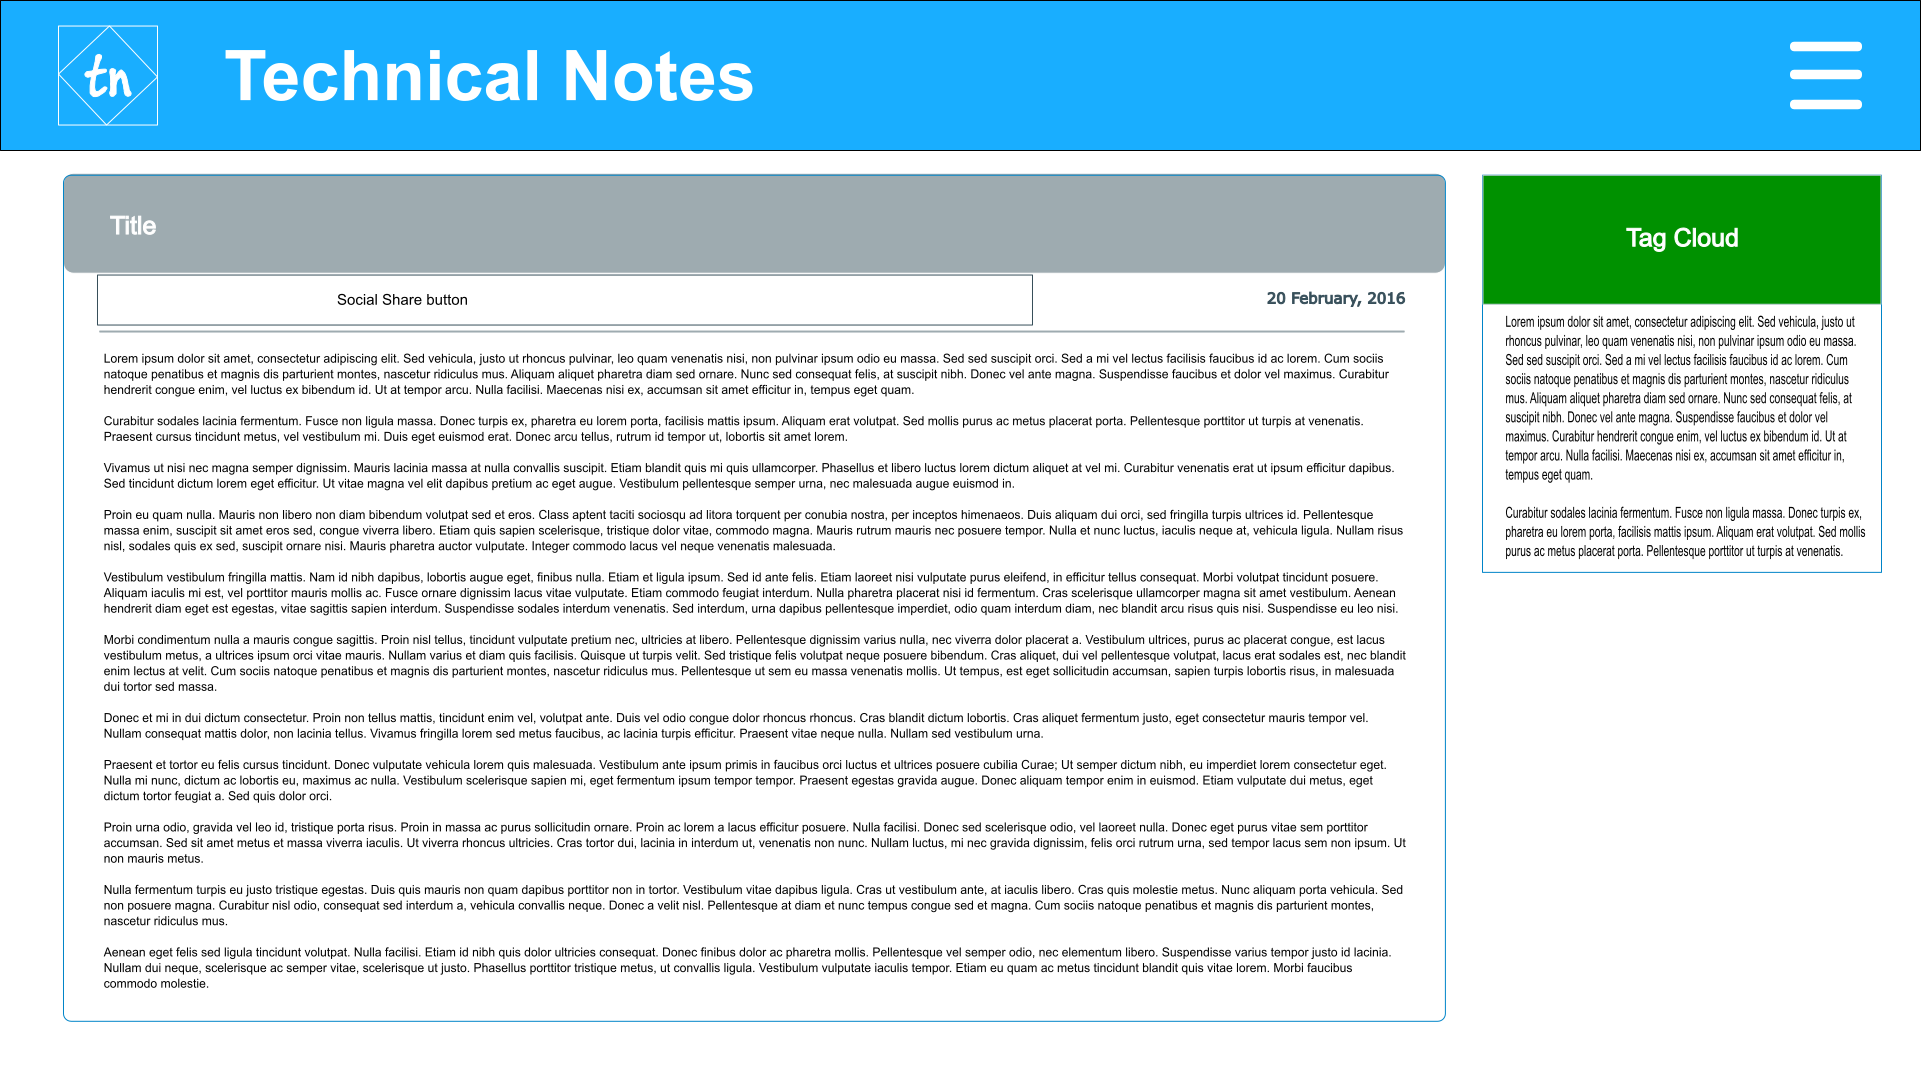 tn
Technical Notes
Title
Social Share button
20 February, 2016
Lorem ipsum dolor sit amet, consectetur adipiscing elit. Sed vehicula, justo ut rhoncus pulvinar, leo quam venenatis nisi, non pulvinar ipsum odio eu massa. Sed sed suscipit orci. Sed a mi vel lectus facilisis faucibus id ac lorem. Cum sociis
natoque penatibus et magnis dis parturient montes, nascetur ridiculus mus. Aliquam aliquet pharetra diam sed ornare. Nunc sed consequat felis, at suscipit nibh. Donec vel ante magna. Suspendisse faucibus et dolor vel maximus. Curabitur
hendrerit congue enim, vel luctus ex bibendum id. Ut at tempor arcu. Nulla facilisi. Maecenas nisi ex, accumsan sit amet efficitur in, tempus eget quam.
Curabitur sodales lacinia fermentum. Fusce non ligula massa. Donec turpis ex, pharetra eu lorem porta, facilisis mattis ipsum. Aliquam erat volutpat. Sed mollis purus ac metus placerat porta. Pellentesque porttitor ut turpis at venenatis.
Praesent cursus tincidunt metus, vel vestibulum mi. Duis eget euismod erat. Donec arcu tellus, rutrum id tempor ut, lobortis sit amet lorem.
Vivamus ut nisi nec magna semper dignissim. Mauris lacinia massa at nulla convallis suscipit. Etiam blandit quis mi quis ullamcorper. Phasellus et libero luctus lorem dictum aliquet at vel mi. Curabitur venenatis erat ut ipsum efficitur dapibus.
Sed tincidunt dictum lorem eget efficitur. Ut vitae magna vel elit dapibus pretium ac eget augue. Vestibulum pellentesque semper urna, nec malesuada augue euismod in.
Proin eu quam nulla. Mauris non libero non diam bibendum volutpat sed et eros. Class aptent taciti sociosqu ad litora torquent per conubia nostra, per inceptos himenaeos. Duis aliquam dui orci, sed fringilla turpis ultrices id. Pellentesque
massa enim, suscipit sit amet eros sed, congue viverra libero. Etiam quis sapien scelerisque, tristique dolor vitae, commodo magna. Mauris rutrum mauris nec posuere tempor. Nulla et nunc luctus, iaculis neque at, vehicula ligula. Nullam risus
nisl, sodales quis ex sed, suscipit ornare nisi. Mauris pharetra auctor vulputate. Integer commodo lacus vel neque venenatis malesuada.
Vestibulum vestibulum fringilla mattis. Nam id nibh dapibus, lobortis augue eget, finibus nulla. Etiam et ligula ipsum. Sed id ante felis. Etiam laoreet nisi vulputate purus eleifend, in efficitur tellus consequat. Morbi volutpat tincidunt posuere.
Aliquam iaculis mi est, vel porttitor mauris mollis ac. Fusce ornare dignissim lacus vitae vulputate. Etiam commodo feugiat interdum. Nulla pharetra placerat nisi id fermentum. Cras scelerisque ullamcorper magna sit amet vestibulum. Aenean
hendrerit diam eget est egestas, vitae sagittis sapien interdum. Suspendisse sodales interdum venenatis. Sed interdum, urna dapibus pellentesque imperdiet, odio quam interdum diam, nec blandit arcu risus quis nisi. Suspendisse eu leo nisi.
Morbi condimentum nulla a mauris congue sagittis. Proin nisl tellus, tincidunt vulputate pretium nec, ultricies at libero. Pellentesque dignissim varius nulla, nec viverra dolor placerat a. Vestibulum ultrices, purus ac placerat congue, est lacus
vestibulum metus, a ultrices ipsum orci vitae mauris. Nullam varius et diam quis facilisis. Quisque ut turpis velit. Sed tristique felis volutpat neque posuere bibendum. Cras aliquet, dui vel pellentesque volutpat, lacus erat sodales est, nec blandit
enim lectus at velit. Cum sociis natoque penatibus et magnis dis parturient montes, nascetur ridiculus mus. Pellentesque ut sem eu massa venenatis mollis. Ut tempus, est eget sollicitudin accumsan, sapien turpis lobortis risus, in malesuada
dui tortor sed massa.
Donec et mi in dui dictum consectetur. Proin non tellus mattis, tincidunt enim vel, volutpat ante. Duis vel odio congue dolor rhoncus rhoncus. Cras blandit dictum lobortis. Cras aliquet fermentum justo, eget consectetur mauris tempor vel.
Nullam consequat mattis dolor, non lacinia tellus. Vivamus fringilla lorem sed metus faucibus, ac lacinia turpis efficitur. Praesent vitae neque nulla. Nullam sed vestibulum urna.
Praesent et tortor eu felis cursus tincidunt. Donec vulputate vehicula lorem quis malesuada. Vestibulum ante ipsum primis in faucibus orci luctus et ultrices posuere cubilia Curae; Ut semper dictum nibh, eu imperdiet lorem consectetur eget.
Nulla mi nunc, dictum ac lobortis eu, maximus ac nulla. Vestibulum scelerisque sapien mi, eget fermentum ipsum tempor tempor. Praesent egestas gravida augue. Donec aliquam tempor enim in euismod. Etiam vulputate dui metus, eget
dictum tortor feugiat a. Sed quis dolor orci.
Proin urna odio, gravida vel leo id, tristique porta risus. Proin in massa ac purus sollicitudin ornare. Proin ac lorem a lacus efficitur posuere. Nulla facilisi. Donec sed scelerisque odio, vel laoreet nulla. Donec eget purus vitae sem porttitor
accumsan. Sed sit amet metus et massa viverra iaculis. Ut viverra rhoncus ultricies. Cras tortor dui, lacinia in interdum ut, venenatis non nunc. Nullam luctus, mi nec gravida dignissim, felis orci rutrum urna, sed tempor lacus sem non ipsum. Ut
non mauris metus.
Nulla fermentum turpis eu justo tristique egestas. Duis quis mauris non quam dapibus porttitor non in tortor. Vestibulum vitae dapibus ligula. Cras ut vestibulum ante, at iaculis libero. Cras quis molestie metus. Nunc aliquam porta vehicula. Sed
non posuere magna. Curabitur nisl odio, consequat sed interdum a, vehicula convallis neque. Donec a velit nisl. Pellentesque at diam et nunc tempus congue sed et magna. Cum sociis natoque penatibus et magnis dis parturient montes,
nascetur ridiculus mus.
Aenean eget felis sed ligula tincidunt volutpat. Nulla facilisi. Etiam id nibh quis dolor ultricies consequat. Donec finibus dolor ac pharetra mollis. Pellentesque vel semper odio, nec elementum libero. Suspendisse varius tempor justo id lacinia.
Nullam dui neque, scelerisque ac semper vitae, scelerisque ut justo. Phasellus porttitor tristique metus, ut convallis ligula. Vestibulum vulputate iaculis tempor. Etiam eu quam ac metus tincidunt blandit quis vitae lorem. Morbi faucibus
commodo molestie.
Tag Cloud
Lorem ipsum dolor sit amet, consectetur adipiscing elit. Sed vehicula, justo ut
rhoncus pulvinar, leo quam venenatis nisi, non pulvinar ipsum odio eu massa.
Sed sed suscipit orci. Sed a mi vel lectus facilisis faucibus id ac lorem. Cum
sociis natoque penatibus et magnis dis parturient montes, nascetur ridiculus
mus. Aliquam aliquet pharetra diam sed ornare. Nunc sed consequat felis, at
suscipit nibh. Donec vel ante magna. Suspendisse faucibus et dolor vel
maximus. Curabitur hendrerit congue enim, vel luctus ex bibendum id. Ut at
tempor arcu. Nulla facilisi. Maecenas nisi ex, accumsan sit amet efficitur in,
tempus eget quam.
Curabitur sodales lacinia fermentum. Fusce non ligula massa. Donec turpis ex,
pharetra eu lorem porta, facilisis mattis ipsum. Aliquam erat volutpat. Sed mollis
purus ac metus placerat porta. Pellentesque porttitor ut turpis at venenatis.